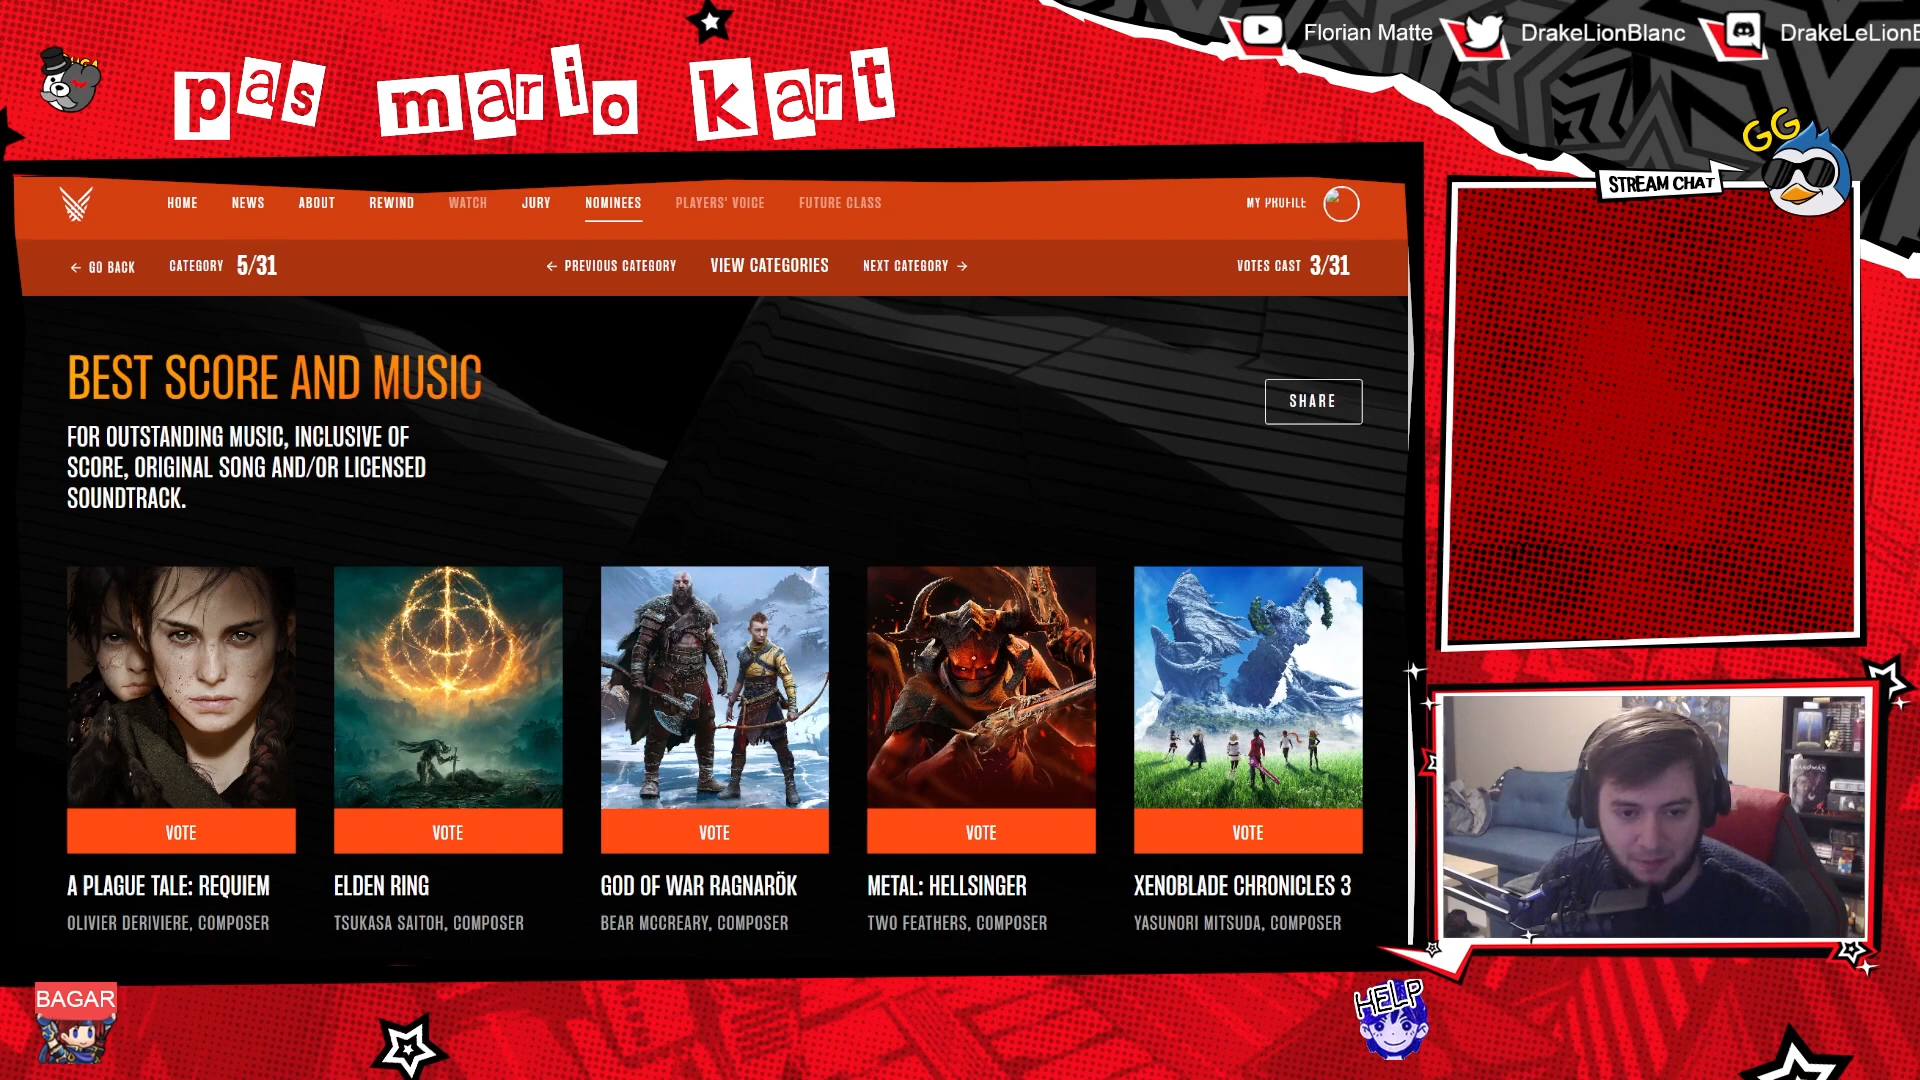 pas mario kart
Florian Matte
DrakeLionBlanc
DrakeLeLionB
GG
STREAM CHAT
HOME NEWS ABOUT REWIND WATCH JURY NOMINEES PLAYERS' VOICE FUTURE CLASS
MY PROFILE
← GO BACK
CATEGORY 5/31
← PREVIOUS CATEGORY
VIEW CATEGORIES
NEXT CATEGORY →
VOTES CAST 3/31
BEST SCORE AND MUSIC
FOR OUTSTANDING MUSIC, INCLUSIVE OF
SCORE, ORIGINAL SONG AND/OR LICENSED
SOUNDTRACK.
SHARE
VOTE
A PLAGUE TALE: REQUIEM
OLIVIER DERIVIERE, COMPOSER
VOTE
ELDEN RING
TSUKASA SAITOH, COMPOSER
VOTE
GOD OF WAR RAGNARÖK
BEAR MCCREARY, COMPOSER
VOTE
METAL: HELLSINGER
TWO FEATHERS, COMPOSER
VOTE
XENOBLADE CHRONICLES 3
YASUNORI MITSUDA, COMPOSER
SANDMAN
BAGAR
HELP